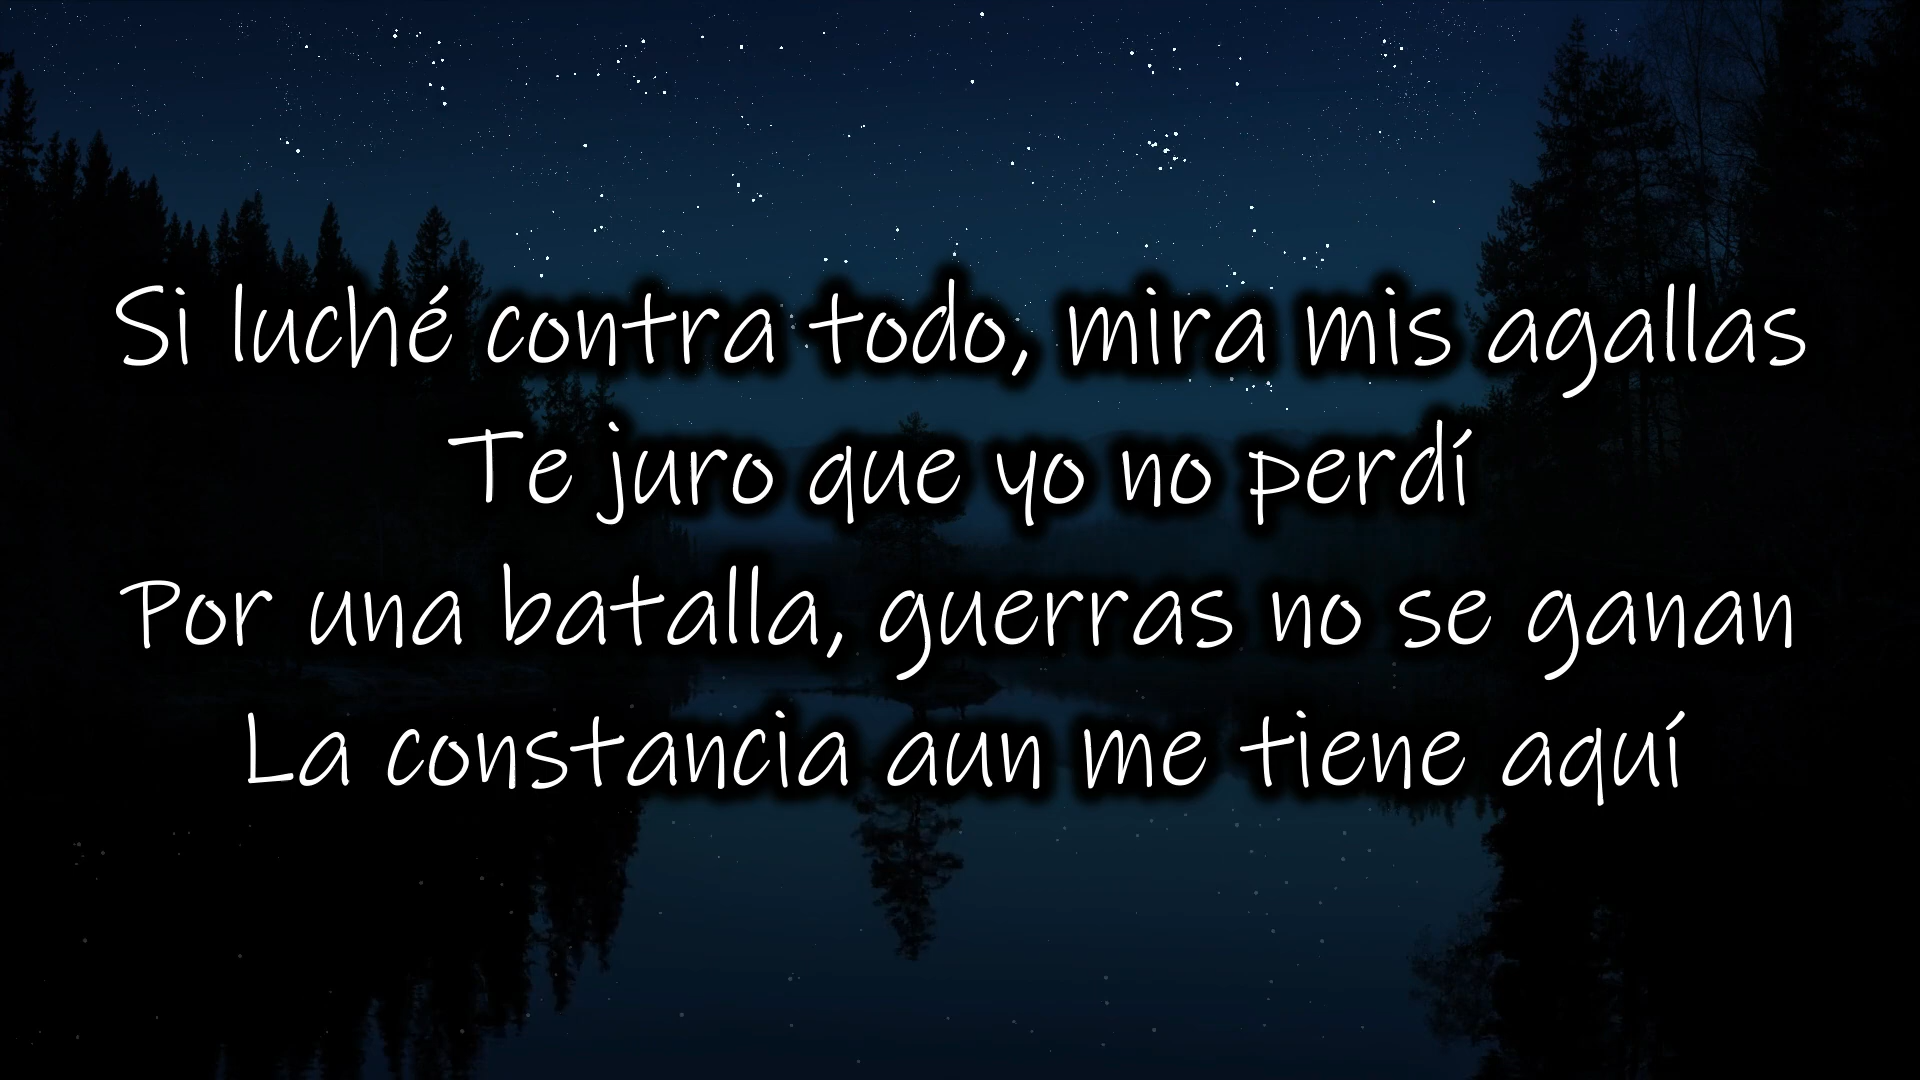 Si luché contra todo, mira mis agallas
Te juro que yo no perdí
Por una batalla, guerras no se ganan
La constancia aun me tiene aquí